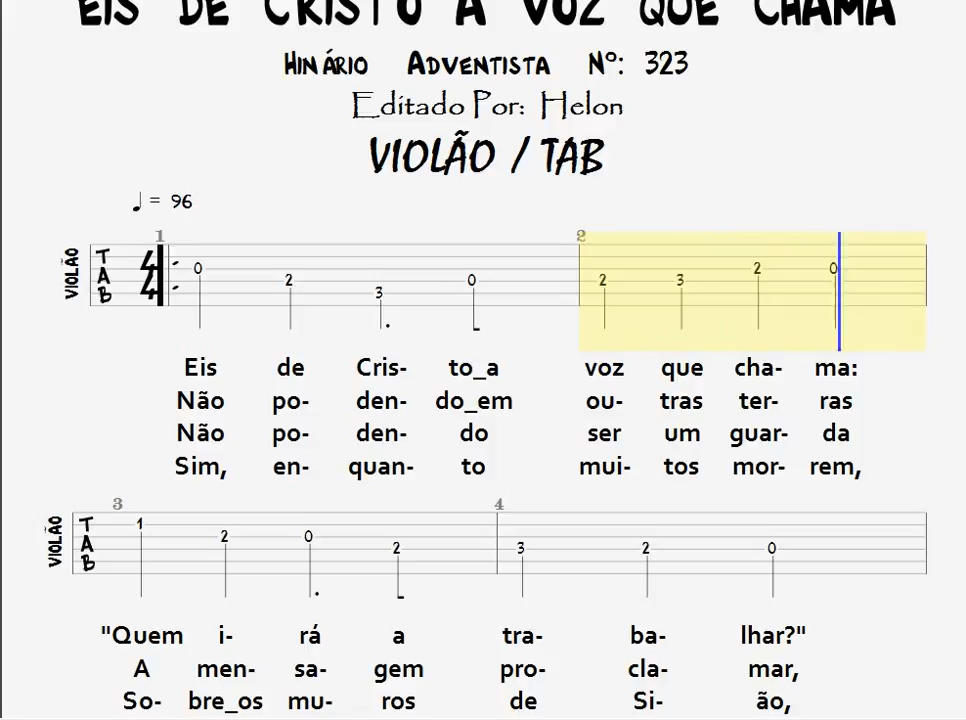 EIS DE CRISTO A VOZ QUE CHAMA
HINÁRIO ADVENTISTA Nº: 323
Editado Por: Helon
VIOLÃO / TAB
♩ = 96
1 2
VIOLÃO TAB 4/4 0 2 3 0 2 3 2 0
Eis de Cris- to_a voz que cha- ma:
Não po- den- do_em ou- tras ter- ras
Não po- den- do ser um guar- da
Sim, en- quan- to mui- tos mor- rem,
3 4
VIOLÃO TAB 1 2 0 2 3 2 0
"Quem i- rá a tra- ba- lhar?"
A men- sa- gem pro- cla- mar,
So- bre_os mu- ros de Si- ão,